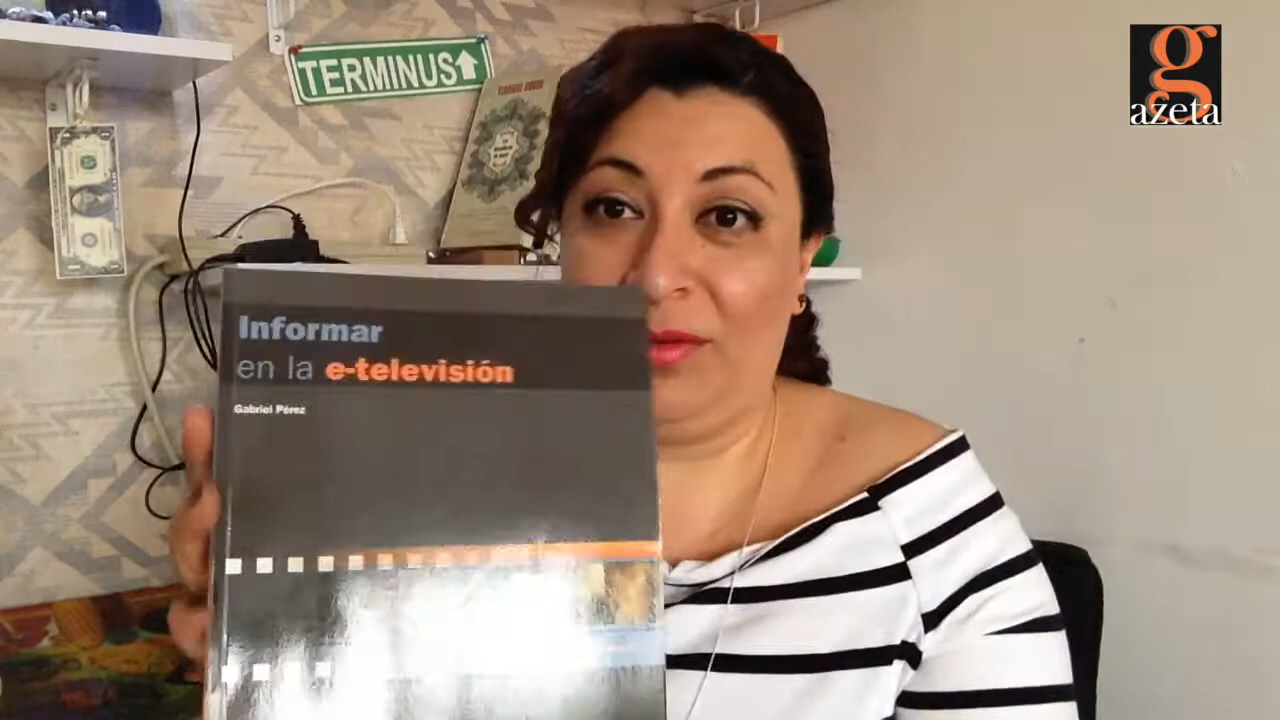 TERMINUS
g
azeta
Informar
en la e-televisión
Gabriel Pérez